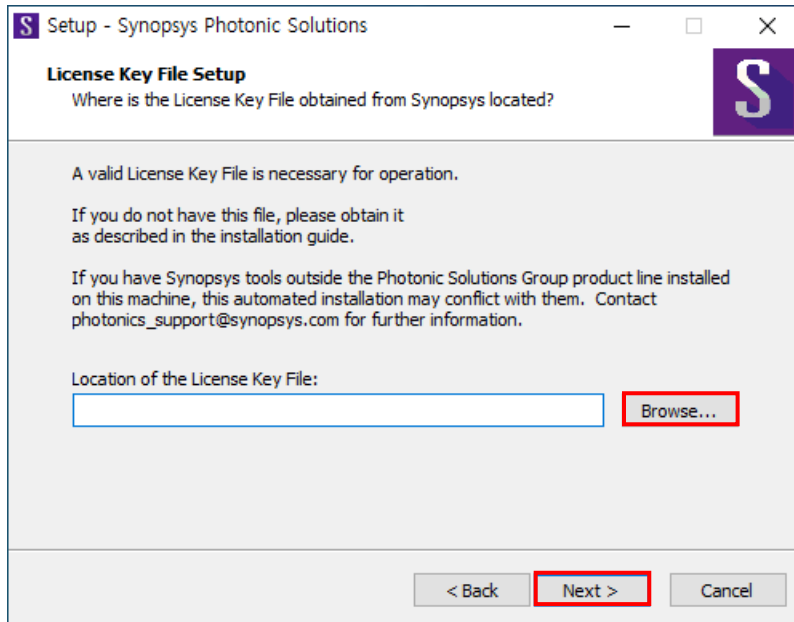 S Setup - Synopsys Photonic Solutions
License Key File Setup
Where is the License Key File obtained from Synopsys located?
S
A valid License Key File is necessary for operation.
If you do not have this file, please obtain it
as described in the installation guide.
If you have Synopsys tools outside the Photonic Solutions Group product line installed
on this machine, this automated installation may conflict with them.  Contact
photonics_support@synopsys.com for further information.
Location of the License Key File:
Browse...
< Back Next > Cancel